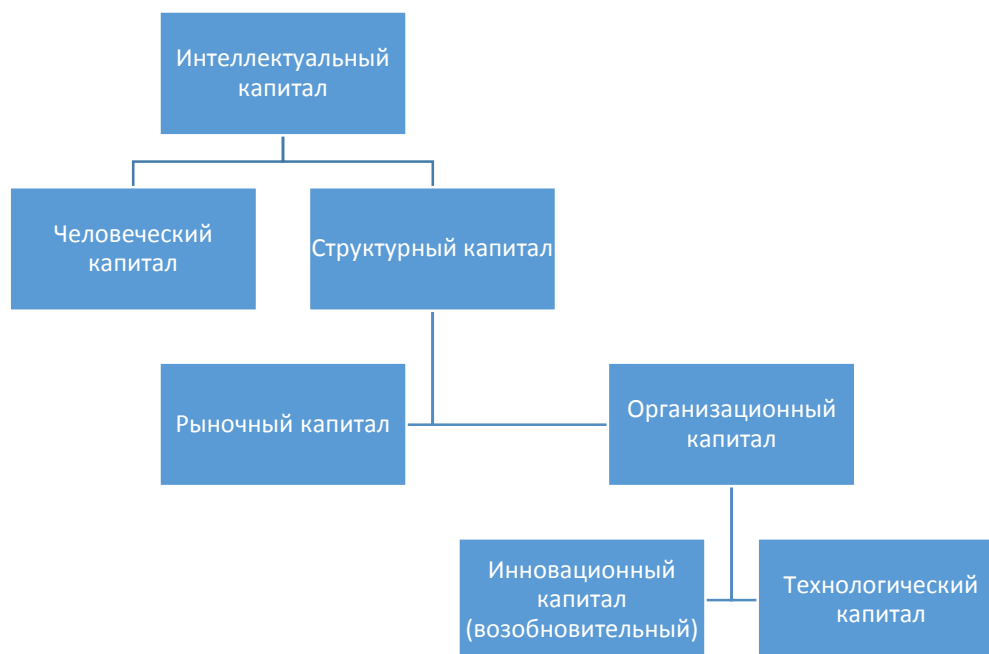 Интеллектуальный
капитал
Человеческий
капитал
Структурный капитал
Рыночный капитал
Организационный
капитал
Инновационный
капитал
(возобновительный)
Технологический
капитал